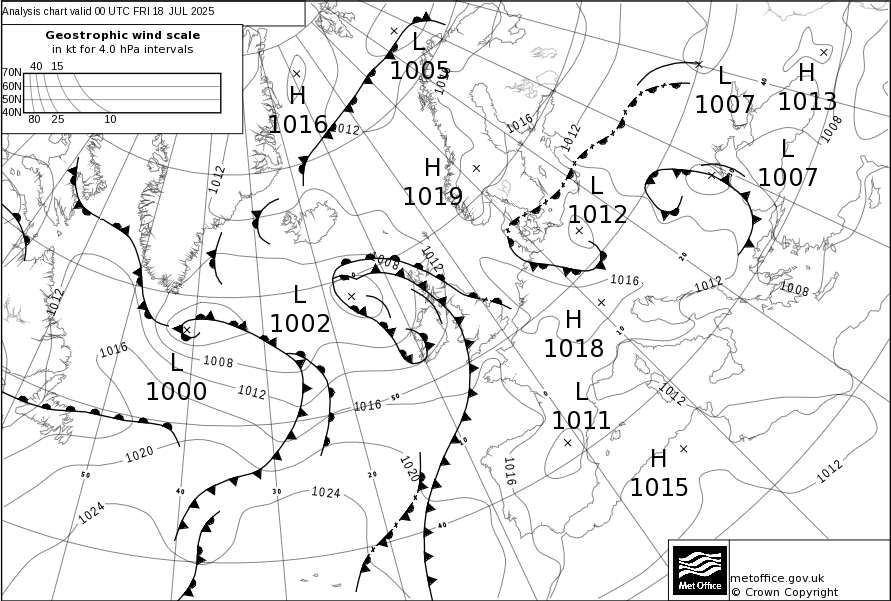 Analysis chart valid 00 UTC FRI 18 JUL 2025
Geostrophic wind scale
in kt for 4.0 hPa intervals
40 15
70N
60N
50N
40N
80 25 10
L
1005
1016
H
1016
1012
1016
1012
L
1007
H
1013
1008
40
L
1007
H
1019
L
1012
1012
1012
1008
1012
20
1016
1012
1008
L
1002
H
1018
10
1016
L
1000
1008
1012
1016
50
0
L
1011
1012
1020
50
40
30
1024
20
1020
10
1016
H
1015
1012
1024
40
Met Office
metoffice.gov.uk
© Crown Copyright